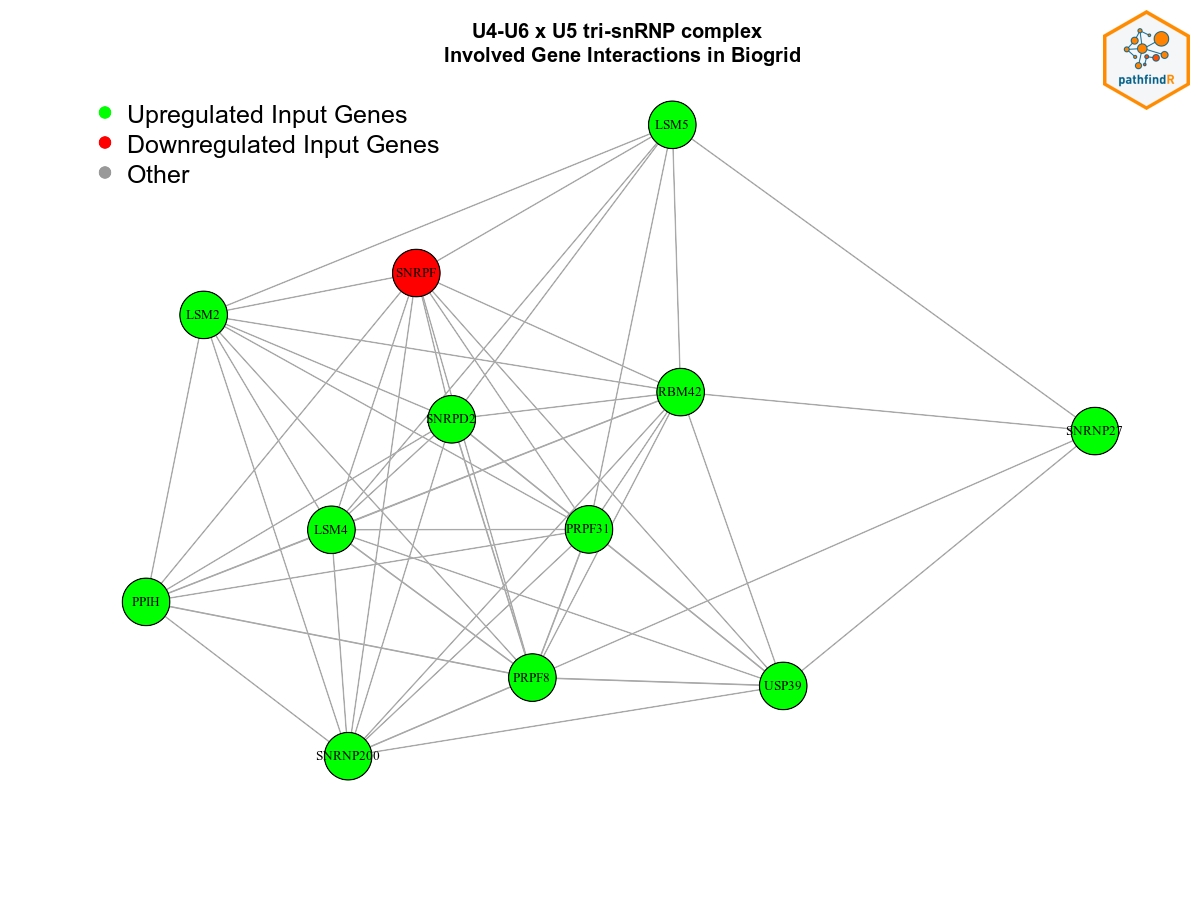 U4-U6 x U5 tri-snRNP complex
Involved Gene Interactions in Biogrid
pathfindR
Upregulated Input Genes
Downregulated Input Genes
Other
LSM5
SNRPF
LSM2
RBM42
SNRPD2
SNRNP27
LSM4
PRPF31
PPIH
PRPF8
USP39
SNRNP200